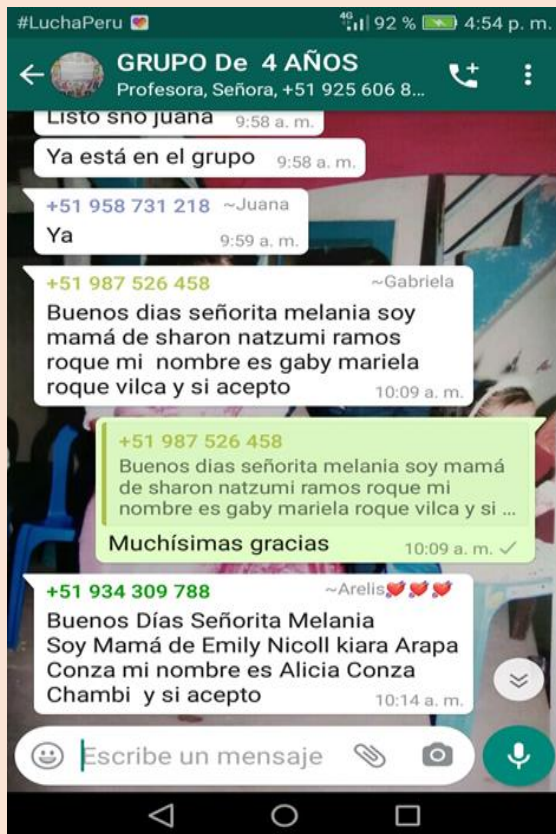 #LuchaPeru 💝 4G 92 % 4:54 p. m.
GRUPO De 4 AÑOS
Profesora, Señora, +51 925 606 8...
Listo sño juana 9:58 a. m.
Ya está en el grupo 9:58 a. m.
+51 958 731 218 ~Juana
Ya 9:59 a. m.
+51 987 526 458 ~Gabriela
Buenos dias señorita melania soy
mamá de sharon natzumi ramos
roque mi nombre es gaby mariela
roque vilca y si acepto 10:09 a. m.
+51 987 526 458
Buenos dias señorita melania soy mamá
de sharon natzumi ramos roque mi
nombre es gaby mariela roque vilca y si ...
Muchísimas gracias 10:09 a. m.
+51 934 309 788 ~Arelis💘💘💘
Buenos Días Señorita Melania
Soy Mamá de Emily Nicoll kiara Arapa
Conza mi nombre es Alicia Conza
Chambi y si acepto 10:14 a. m.
Escribe un mensaje